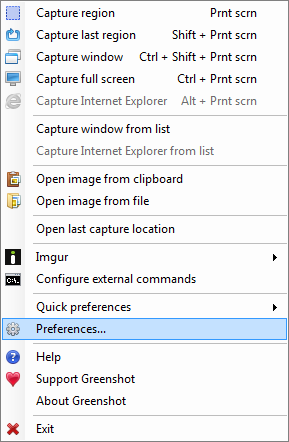 Capture region Prnt scrn
Capture last region Shift + Prnt scrn
Capture window Ctrl + Shift + Prnt scrn
Capture full screen Ctrl + Prnt scrn
Capture Internet Explorer Alt + Prnt scrn
Capture window from list
Capture Internet Explorer from list
Open image from clipboard
Open image from file
Open last capture location
Imgur
Configure external commands
Quick preferences
Preferences...
Help
Support Greenshot
About Greenshot
Exit